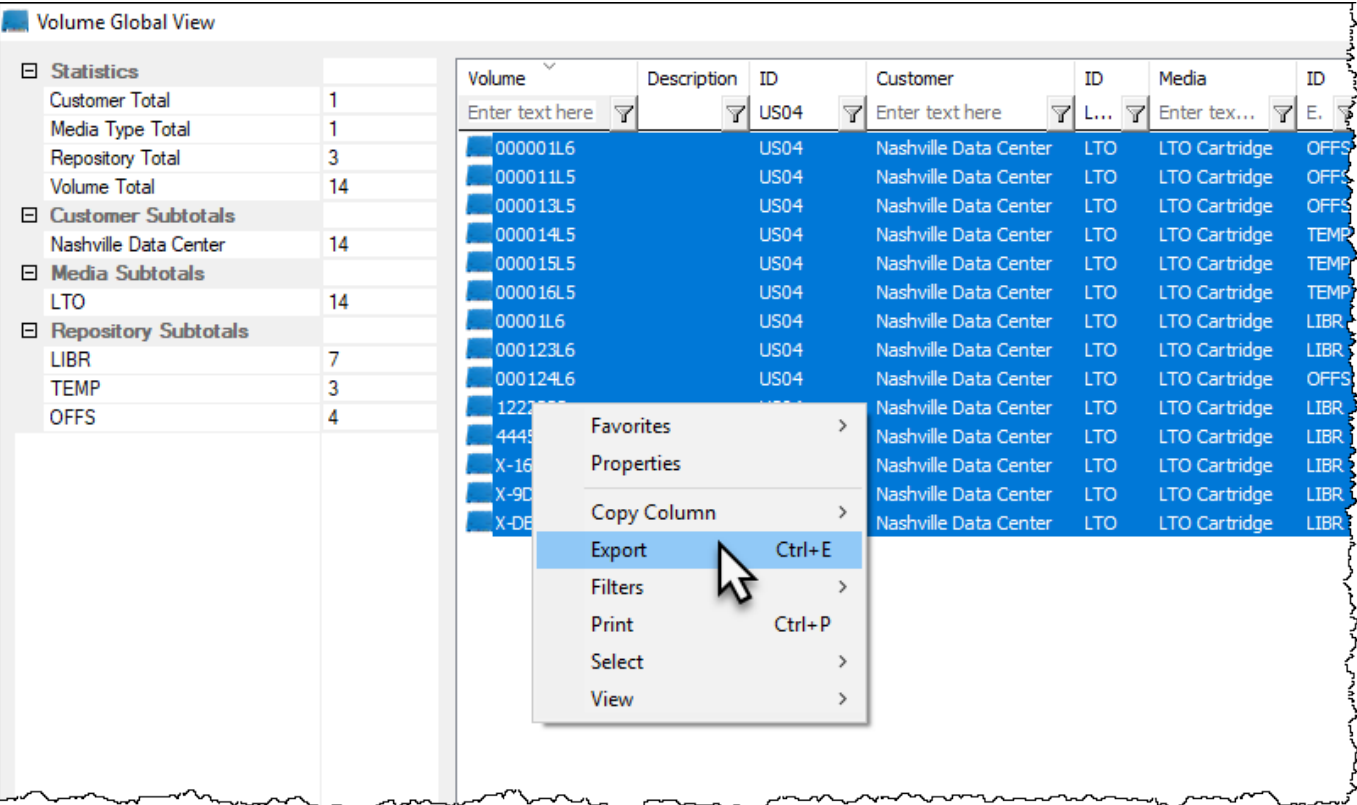 Volume Global View
Statistics
Customer Total 1
Media Type Total 1
Repository Total 3
Volume Total 14
Customer Subtotals
Nashville Data Center 14
Media Subtotals
LTO 14
Repository Subtotals
LIBR 7
TEMP 3
OFFS 4
Volume Description ID Customer ID Media ID
Enter text here US04 Enter text here L... Enter tex... E.
000001L6 US04 Nashville Data Center LTO LTO Cartridge OFFS
000011L5 US04 Nashville Data Center LTO LTO Cartridge OFFS
000013L5 US04 Nashville Data Center LTO LTO Cartridge OFFS
000014L5 US04 Nashville Data Center LTO LTO Cartridge TEMP
000015L5 US04 Nashville Data Center LTO LTO Cartridge TEMP
000016L5 US04 Nashville Data Center LTO LTO Cartridge TEMP
00001L6 US04 Nashville Data Center LTO LTO Cartridge LIBR
000123L6 US04 Nashville Data Center LTO LTO Cartridge LIBR
000124L6 US04 Nashville Data Center LTO LTO Cartridge OFFS
Nashville Data Center LTO LTO Cartridge LIBR
4445 Nashville Data Center LTO LTO Cartridge LIBR
X-16 Nashville Data Center LTO LTO Cartridge LIBR
X-9D Nashville Data Center LTO LTO Cartridge LIBR
X-DE Nashville Data Center LTO LTO Cartridge LIBR
Favorites
Properties
Copy Column
Export Ctrl+E
Filters
Print Ctrl+P
Select
View